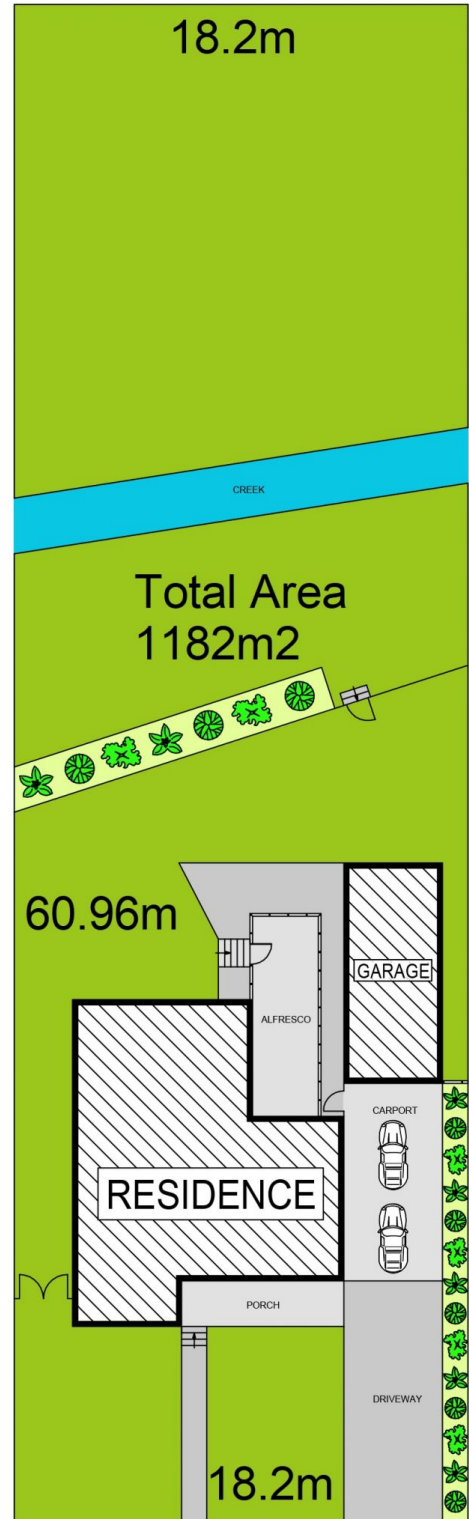 18.2m
CREEK
Total Area
1182m2
60.96m
GARAGE
ALFRESCO
CARPORT
RESIDENCE
PORCH
DRIVEWAY
18.2m